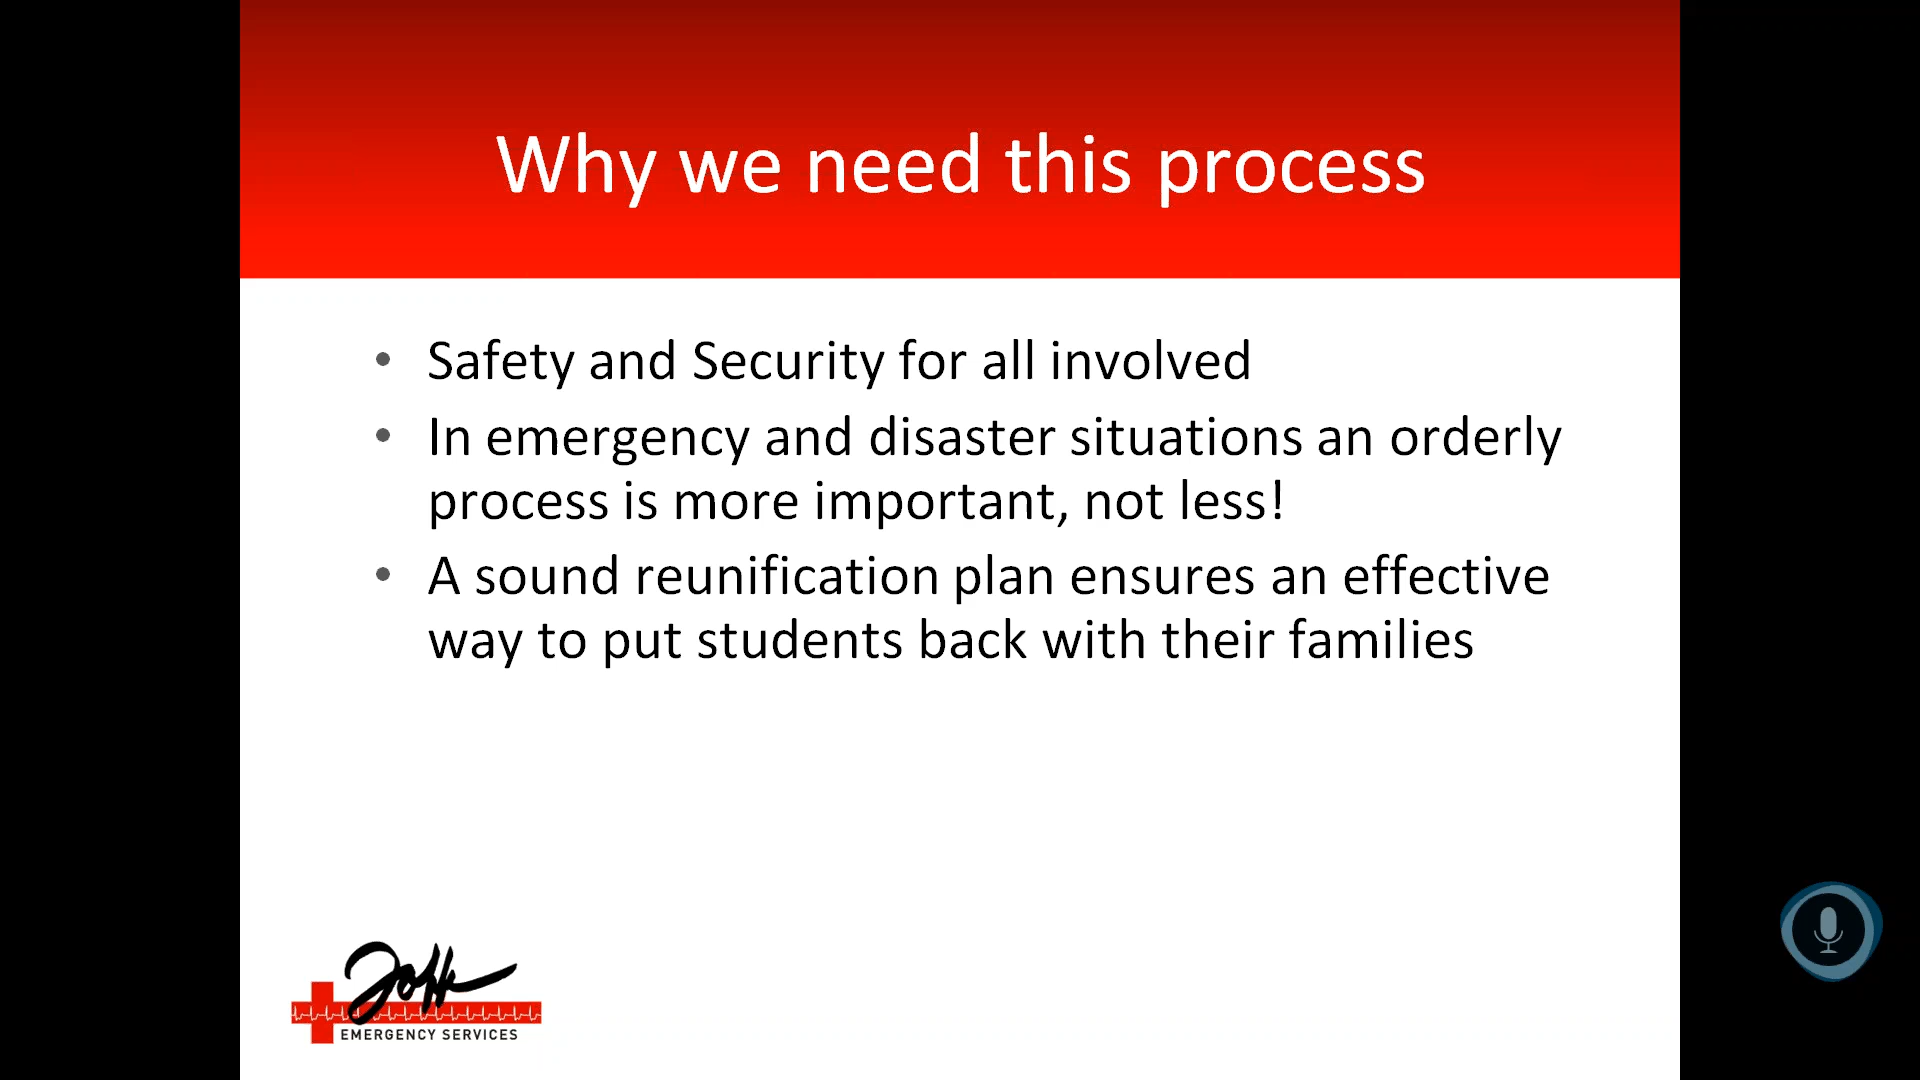 Why we need this process
• Safety and Security for all involved
• In emergency and disaster situations an orderly
process is more important, not less!
• A sound reunification plan ensures an effective
way to put students back with their families
Joffe
EMERGENCY SERVICES